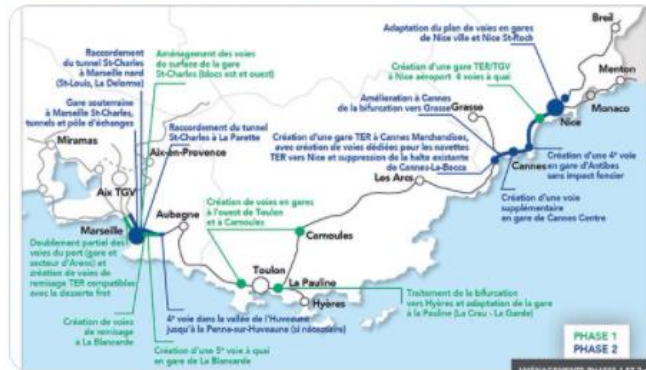 Raccordement
du tunnel St-Charles
à Marseille nord
(St-Louis, La Delorme)
Aménagement des voies
de surface de la gare
St-Charles (blocs est et ouest)
Gare souterraine
à Marseille St-Charles,
tunnels et pôle d'échanges
Raccordement du tunnel
St-Charles à La Parette
Miramas
Aix-en-Provence
Aix TGV
Marseille
Aubagne
Doublement partiel des
voies du port (gare et
secteur d'Arenc) et
création de voies de
remisage TER compatibles
avec la desserte fret
Création
de voies
de remisage
à La Blancarde
Création d'une 5e voie à quai
en gare de La Blancarde
4e voie dans la vallée de l'Huveaune
jusqu'à la Penne-sur-Huveaune (si nécessaire)
Création de voies en gares
à l'ouest de Toulon
et à Carnoules
Toulon
Carnoules
La Pauline
Hyères
Les Arcs
Traitement de la bifurcation
vers Hyères et adaptation de la gare
à La Pauline (La Crau - La Garde)
Adaptation du plan de voies en gares
de Nice ville et Nice St-Roch
Création d'une gare TER/TGV
à Nice aéroport 4 voies à quai
Amélioration à Cannes
de la bifurcation vers Grasse
Création d'une gare TER à Cannes Marchandises,
avec création de voies dédiées pour les navettes
TER vers Nice et suppression de la halte existante
de Cannes-La-Bocca
Grasse
Cannes
Breil
Menton
Monaco
Nice
Création d'une 4e voie
en gare d'Antibes
sans impact foncier
Création d'une voie
supplémentaire
en gare de Cannes Centre
PHASE 1
PHASE 2
AMÉNAGEMENTS PHASES 1 ET 2